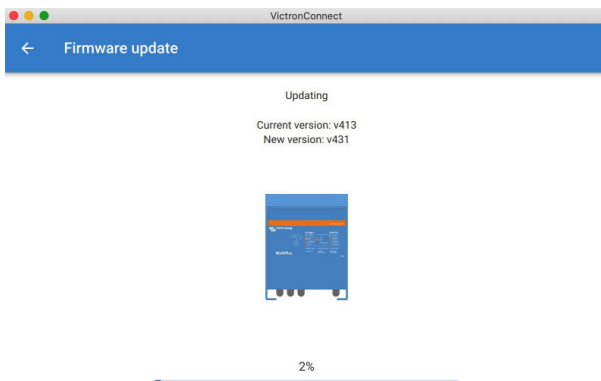 VictronConnect
Firmware update
Updating
Current version: v413
New version: v431
MultiPlus
2%